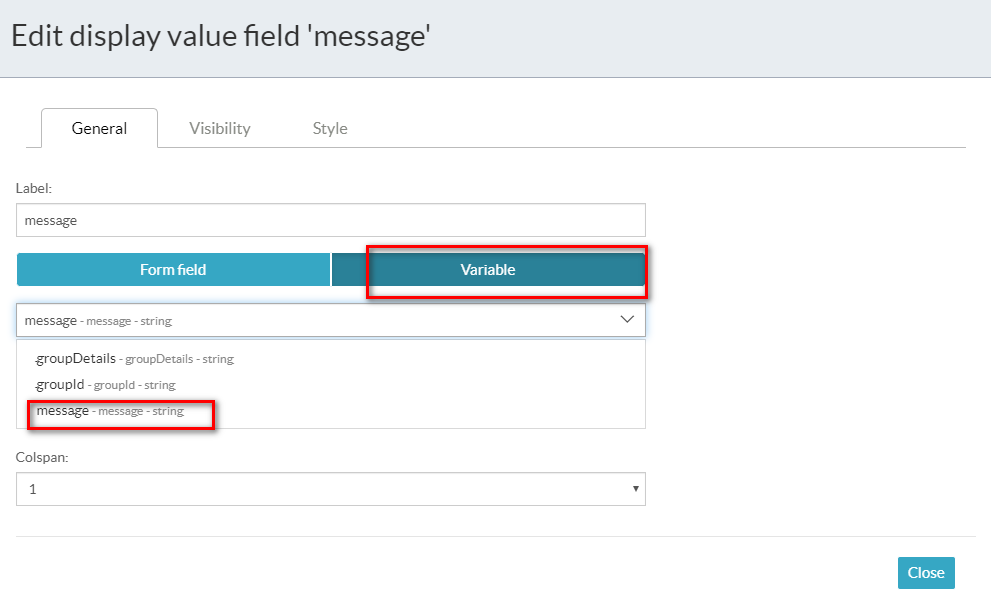 Edit display value field 'message'
General Visibility Style
Label:
message
Form field Variable
message - message - string
groupDetails - groupDetails - string
groupId - groupId - string
message - message - string
Colspan:
1
Close